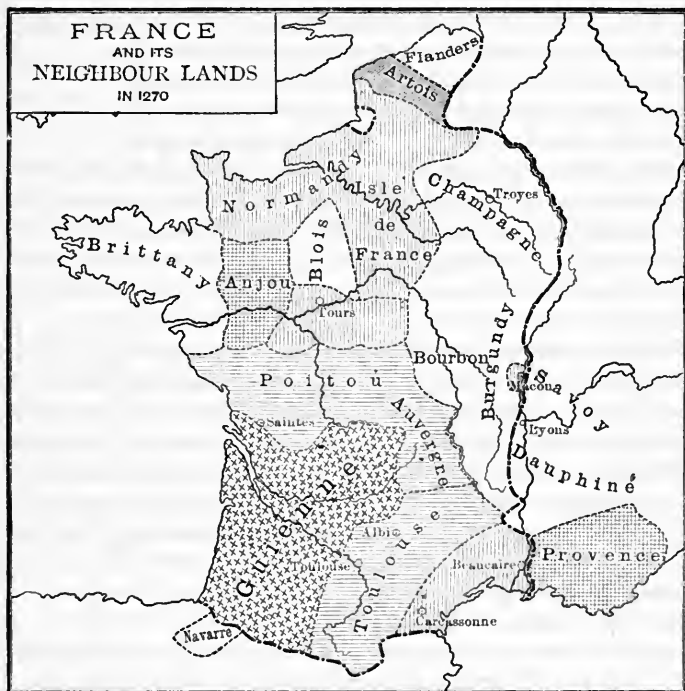 FRANCE
AND ITS
NEIGHBOUR LANDS
IN 1270
Flanders
Artois
Normandy
Isle
de
France
Champagne
Troyes
Brittany
Anjou
Blois
Tours
Bourbon
Burgundy
Macon
Savoy
Poitou
Saintes
Auvergne
Lyons
Dauphiné
Guienne
Albi
Toulouse
Toulouse
Beaucaire
Provence
Carcassonne
Navarre